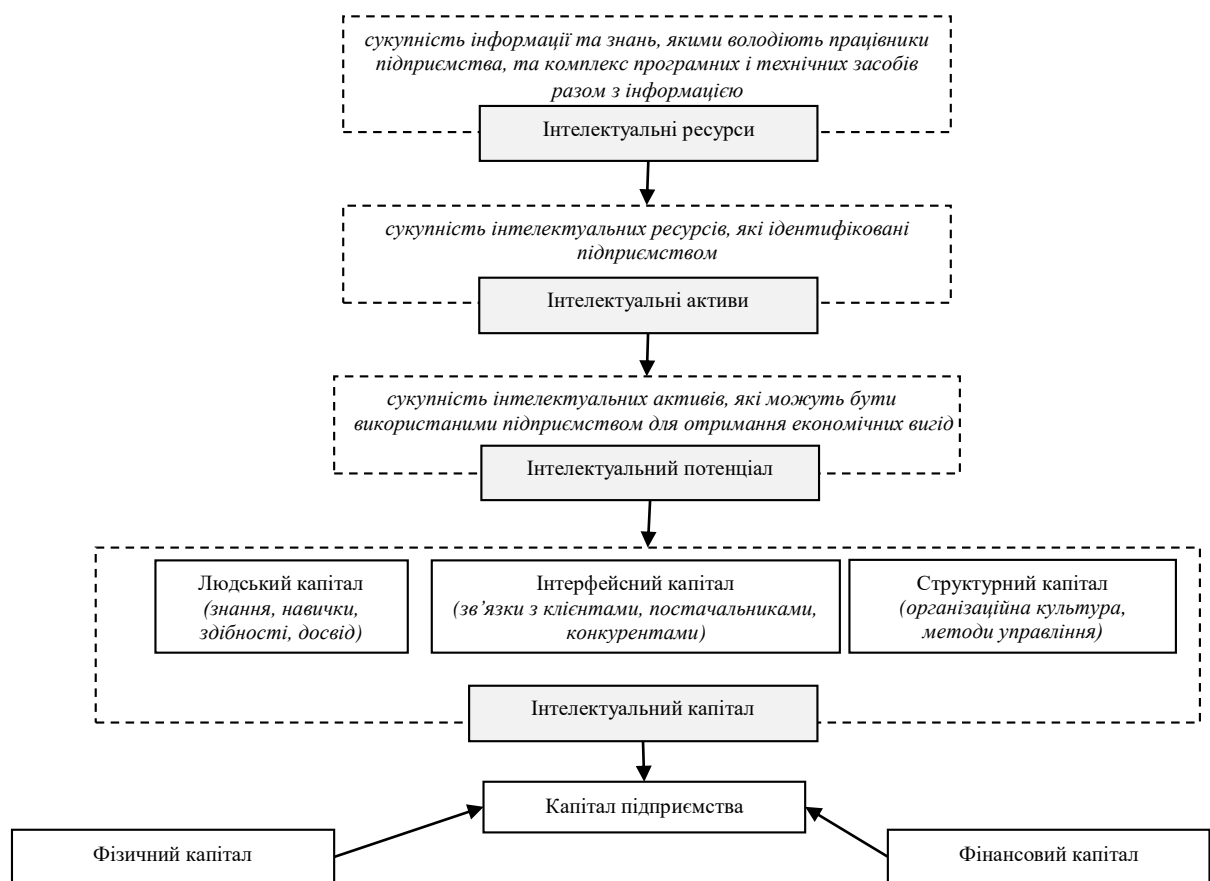 сукупність інформації та знань, якими володіють працівники
підприємства, та комплекс програмних і технічних засобів
разом з інформацією
Інтелектуальні ресурси
сукупність інтелектуальних ресурсів, які ідентифіковані
підприємством
Інтелектуальні активи
сукупність інтелектуальних активів, які можуть бути
використаними підприємством для отримання економічних вигід
Інтелектуальний потенціал
Людський капітал
(знання, навички,
здібності, досвід)
Інтерфейсний капітал
(зв’язки з клієнтами, постачальниками,
конкурентами)
Структурний капітал
(організаційна культура,
методи управління)
Інтелектуальний капітал
Капітал підприємства
Фізичний капітал
Фінансовий капітал